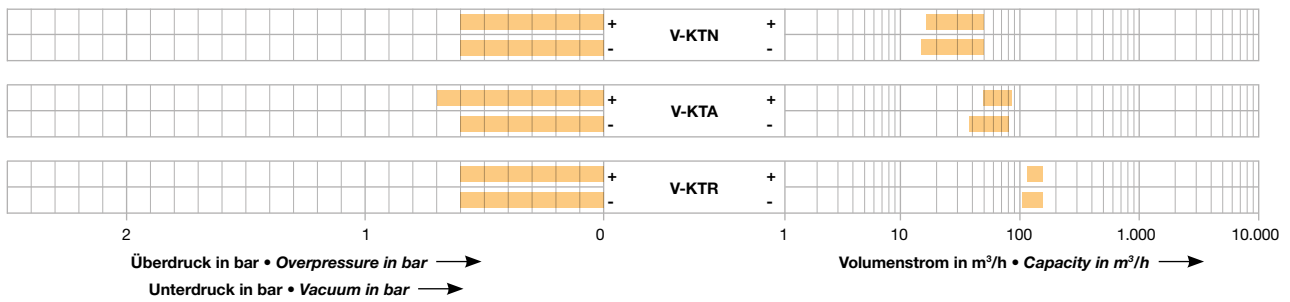 + V-KTN +
- -
+ V-KTA +
- -
+ V-KTR +
- -
2 1 0 1 10 100 1.000 10.000
Überdruck in bar • Overpressure in bar → Volumenstrom in m³/h • Capacity in m³/h →
Unterdruck in bar • Vacuum in bar →